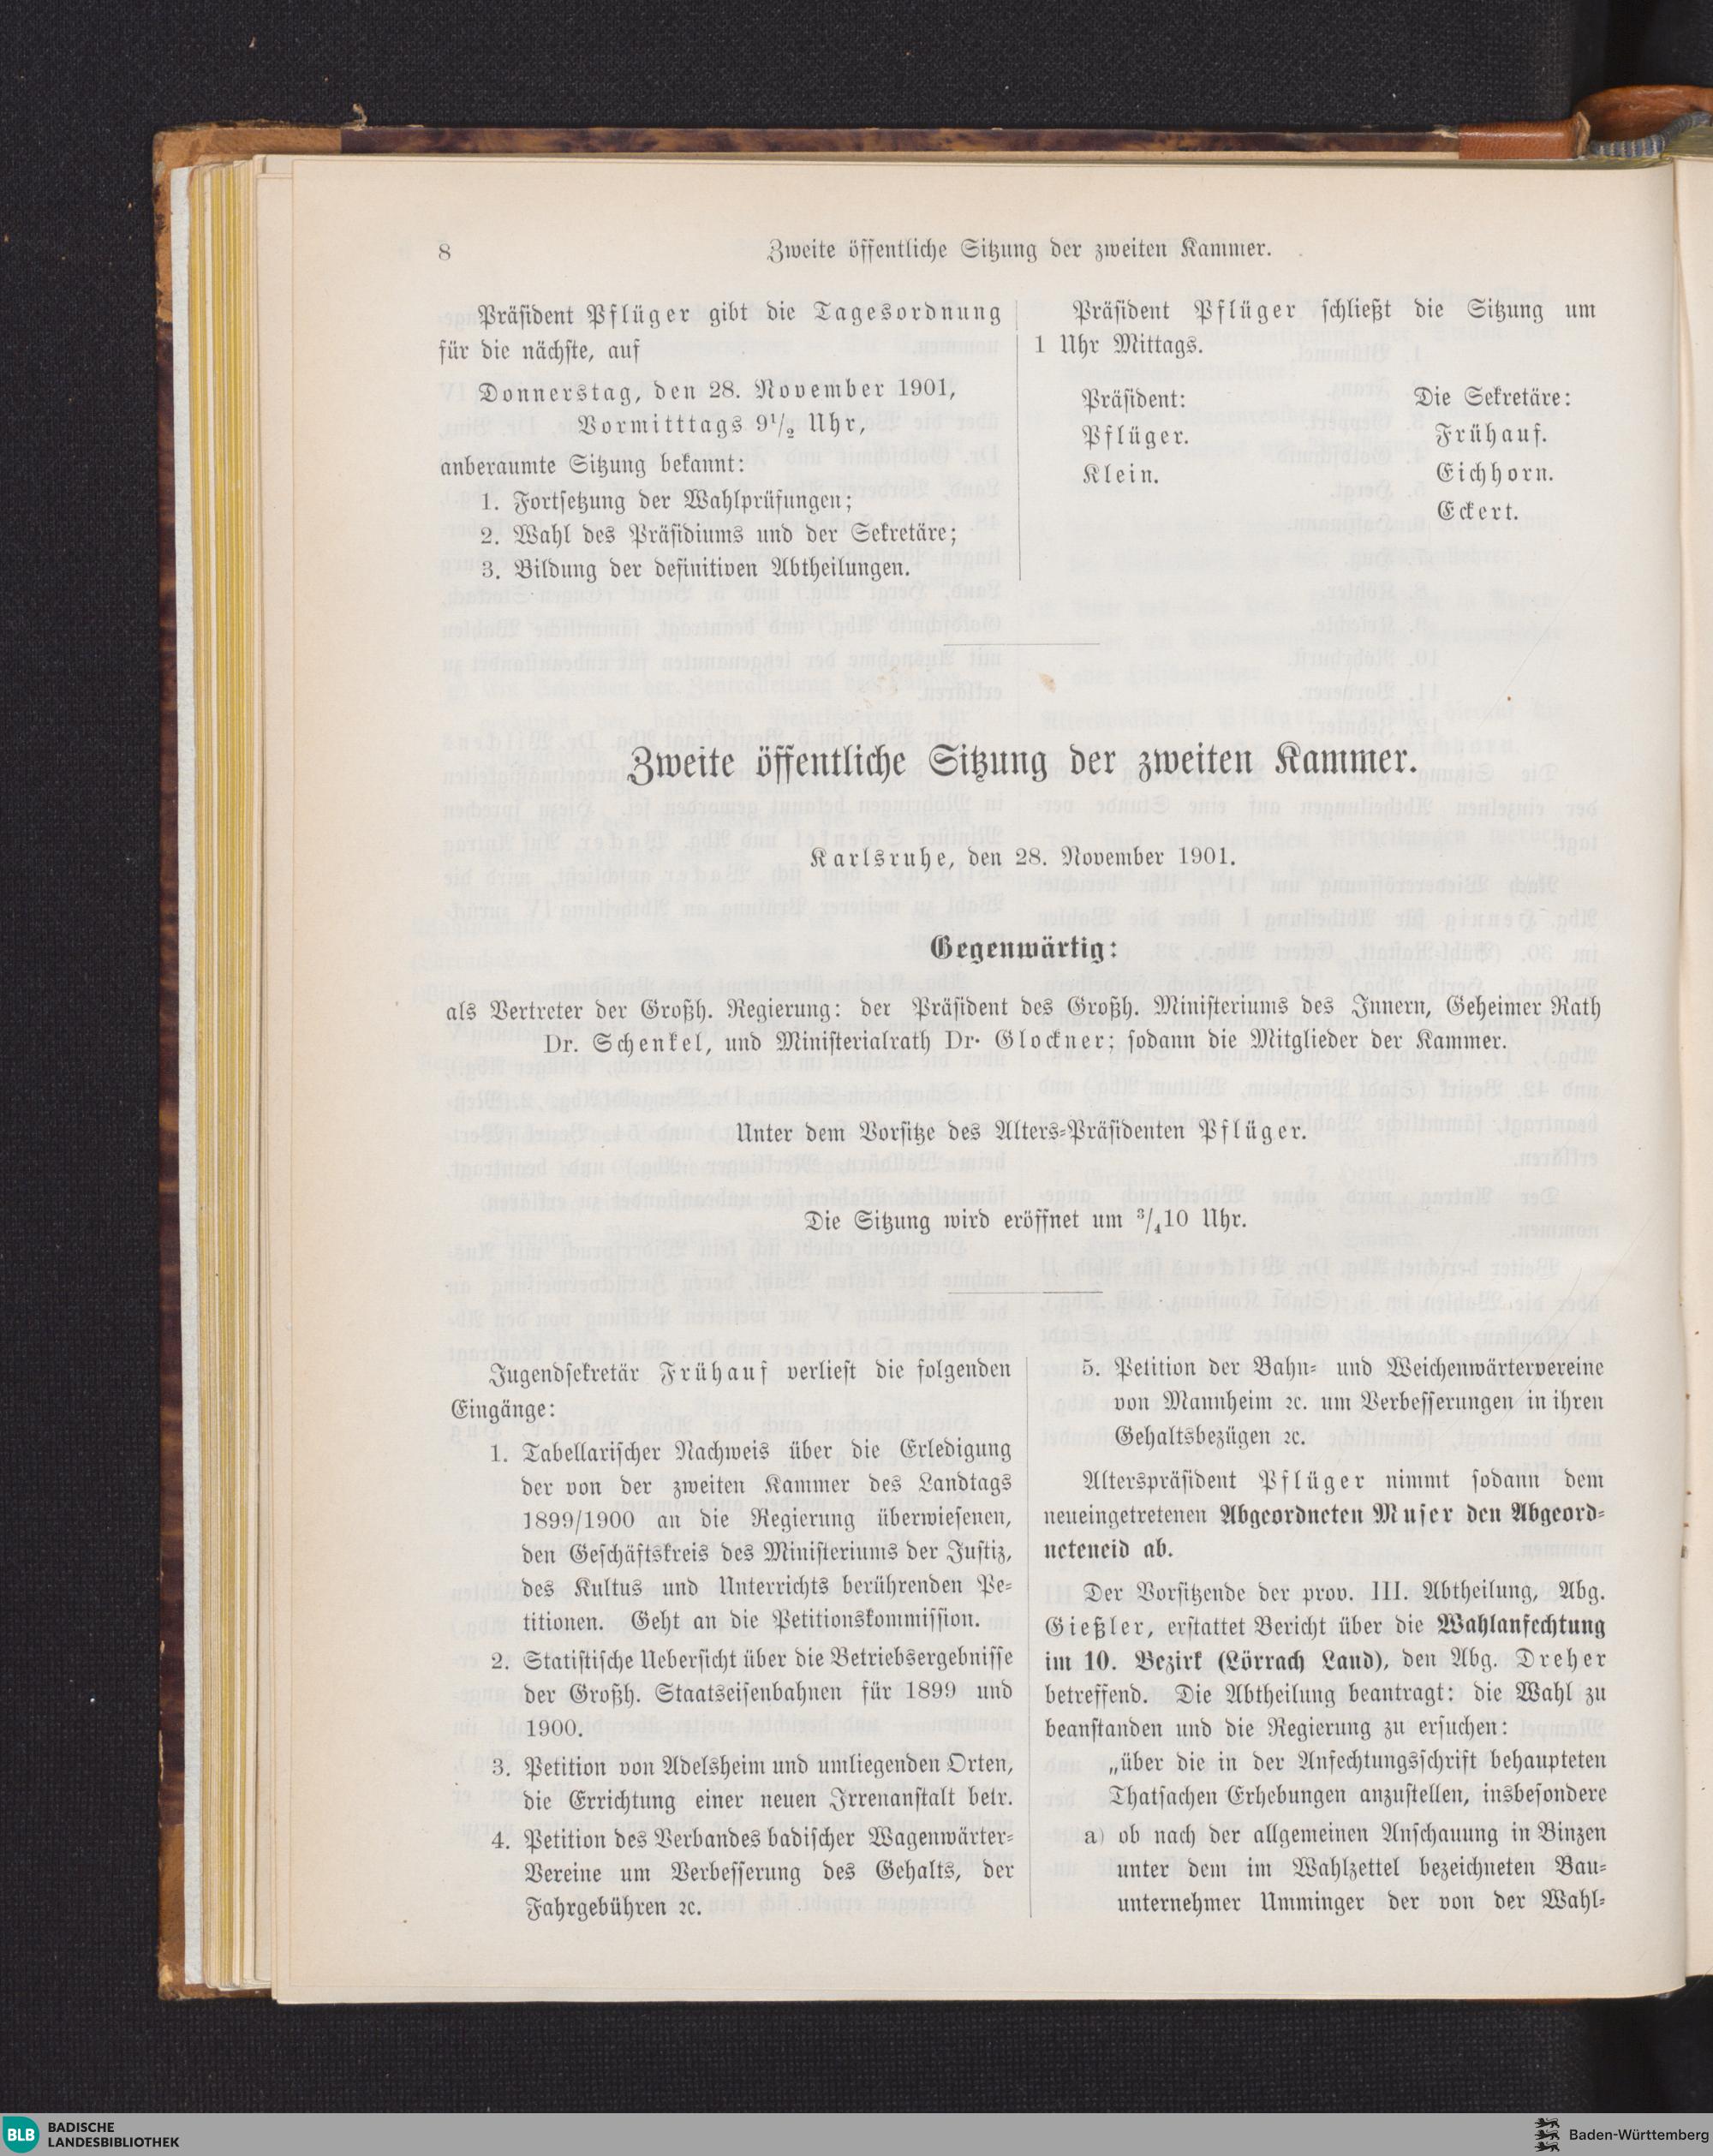 8
Zweite öffentliche Sitzung der zweiten Kammer.
Präsident Pflüger gibt die Tagesordnung
für die nächste, auf
Donnerstag, den 28. November 1901,
Vormitttags 9½ Uhr,
anberaumte Sitzung bekannt:
1. Fortsetzung der Wahlprüfungen;
2. Wahl des Präsidiums und der Sekretäre;
3. Bildung der definitiven Abtheilungen.
Präsident Pflüger schließt die Sitzung um
1 Uhr Mittags.
Präsident:
Pflüger.
Klein.
Die Sekretäre:
Frühauf.
Eichhorn.
Eckert.
Zweite öffentliche Sitzung der zweiten Kammer.
Karlsruhe, den 28. November 1901.
Gegenwärtig:
als Vertreter der Großh. Regierung: der Präsident des Großh. Ministeriums des Innern, Geheimer Rath
Dr. Schenkel, und Ministerialrath Dr. Glockner; sodann die Mitglieder der Kammer.
Unter dem Vorsitze des Alters-Präsidenten Pflüger.
Die Sitzung wird eröffnet um ¾10 Uhr.
Jugendsekretär Frühauf verliest die folgenden
Eingänge:
1. Tabellarischer Nachweis über die Erledigung
der von der zweiten Kammer des Landtags
1899/1900 an die Regierung überwiesenen,
den Geschäftskreis des Ministeriums der Justiz,
des Kultus und Unterrichts berührenden Pe-
titionen. Geht an die Petitionskommission.
2. Statistische Uebersicht über die Betriebsergebnisse
der Großh. Staatseisenbahnen für 1899 und
1900.
3. Petition von Adelsheim und umliegenden Orten,
die Errichtung einer neuen Irrenanstalt betr.
4. Petition des Verbandes badischer Wagenwärter-
Vereine um Verbesserung des Gehalts, der
Fahrgebühren ꝛc.
5. Petition der Bahn- und Weichenwärtervereine
von Mannheim ꝛc. um Verbesserungen in ihren
Gehaltsbezügen ꝛc.
Alterspräsident Pflüger nimmt sodann dem
neueingetretenen Abgeordneten Muser den Abgeord-
neteneid ab.
Der Vorsitzende der prov. III. Abtheilung, Abg.
Gießler, erstattet Bericht über die Wahlanfechtung
im 10. Bezirk (Lörrach Land), den Abg. Dreher
betreffend. Die Abtheilung beantragt: die Wahl zu
beanstanden und die Regierung zu ersuchen:
„über die in der Anfechtungsschrift behaupteten
Thatsachen Erhebungen anzustellen, insbesondere
a) ob nach der allgemeinen Anschauung in Binzen
unter dem im Wahlzettel bezeichneten Bau-
unternehmer Umminger der von der Wahl-
BLB BADISCHE
LANDESBIBLIOTHEK
Baden-Württemberg